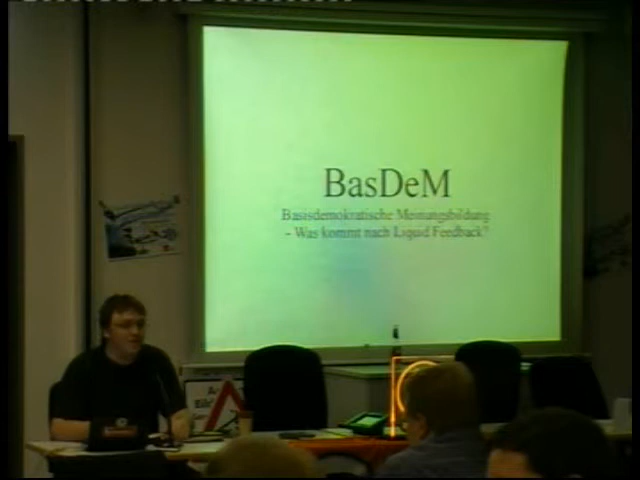 BasDeM
Basisdemokratische Meinungsbildung
- Was kommt nach Liquid Feedback?